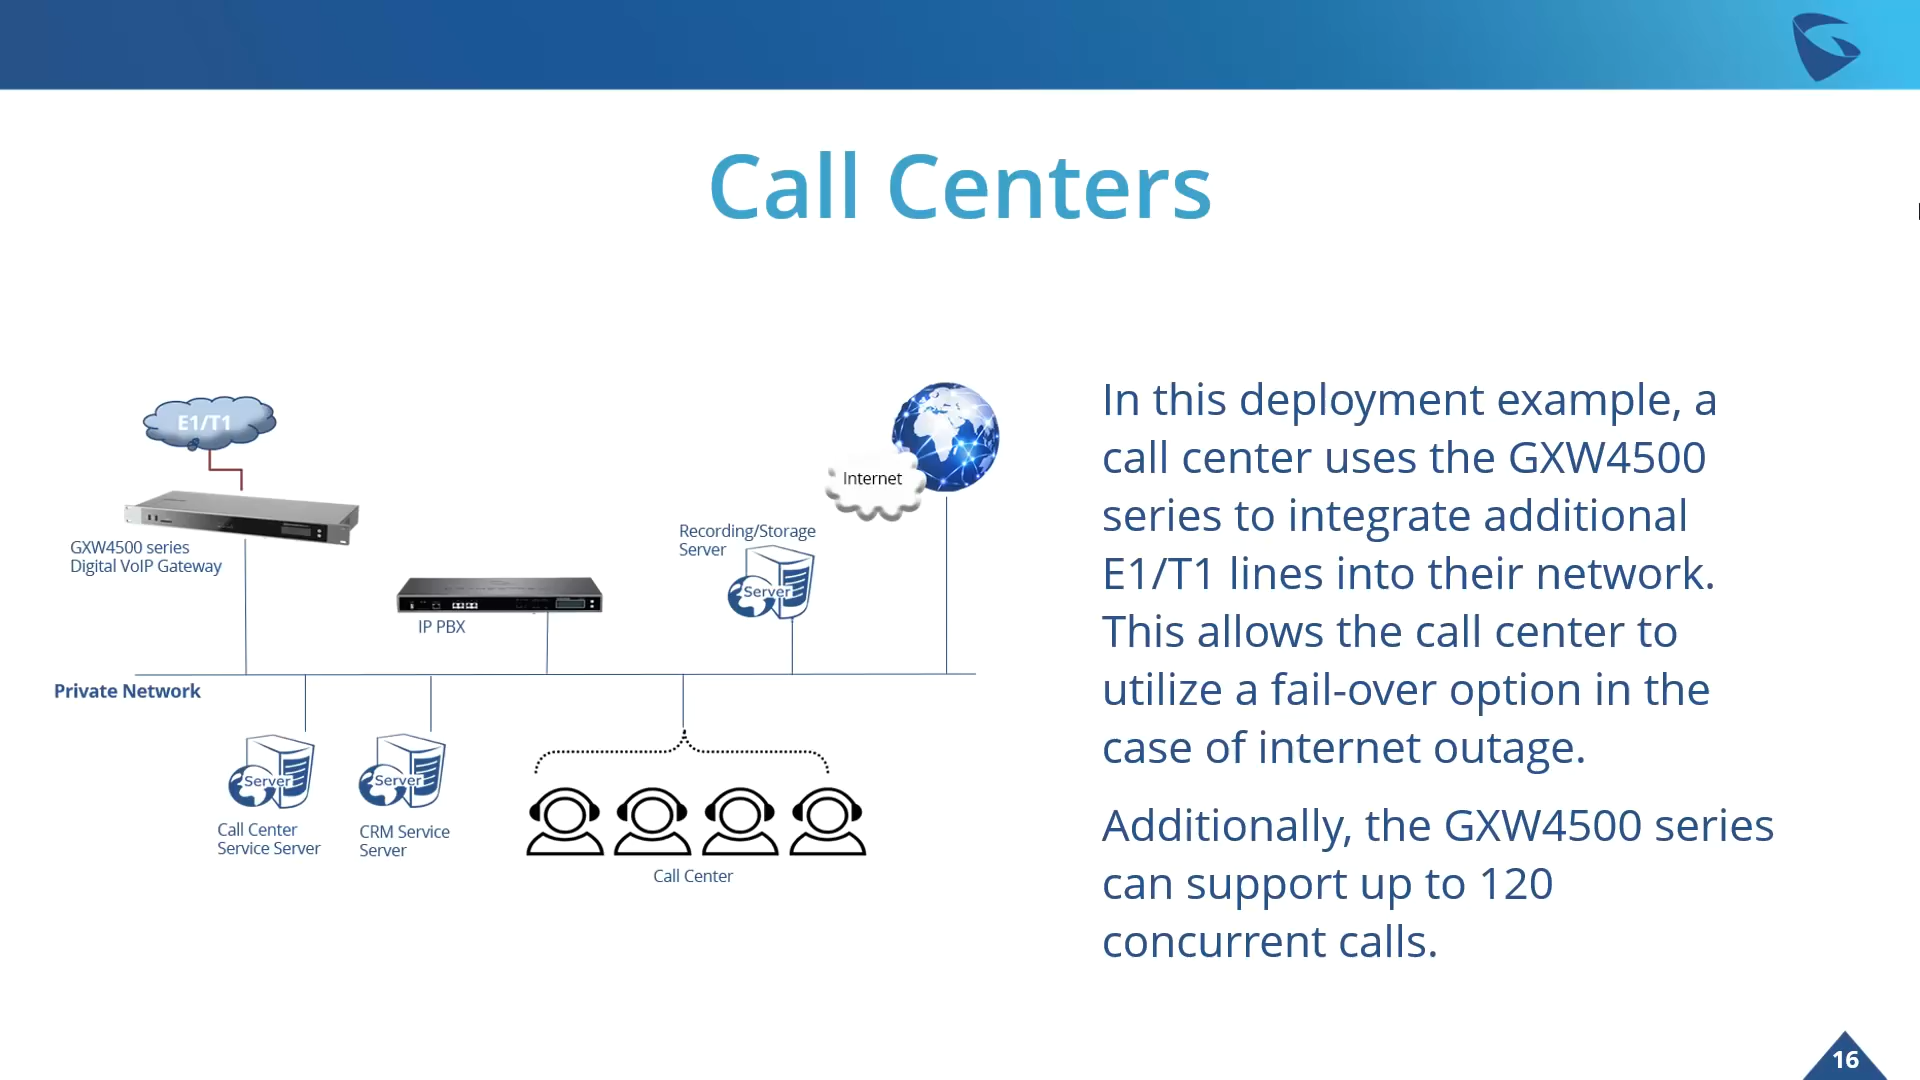 Call Centers
E1/T1
GXW4500 series
Digital VoIP Gateway
IP PBX
Recording/Storage
Server
Server
Internet
Private Network
Server
Call Center
Service Server
Server
CRM Service
Server
Call Center
In this deployment example, a
call center uses the GXW4500
series to integrate additional
E1/T1 lines into their network.
This allows the call center to
utilize a fail-over option in the
case of internet outage.
Additionally, the GXW4500 series
can support up to 120
concurrent calls.
16